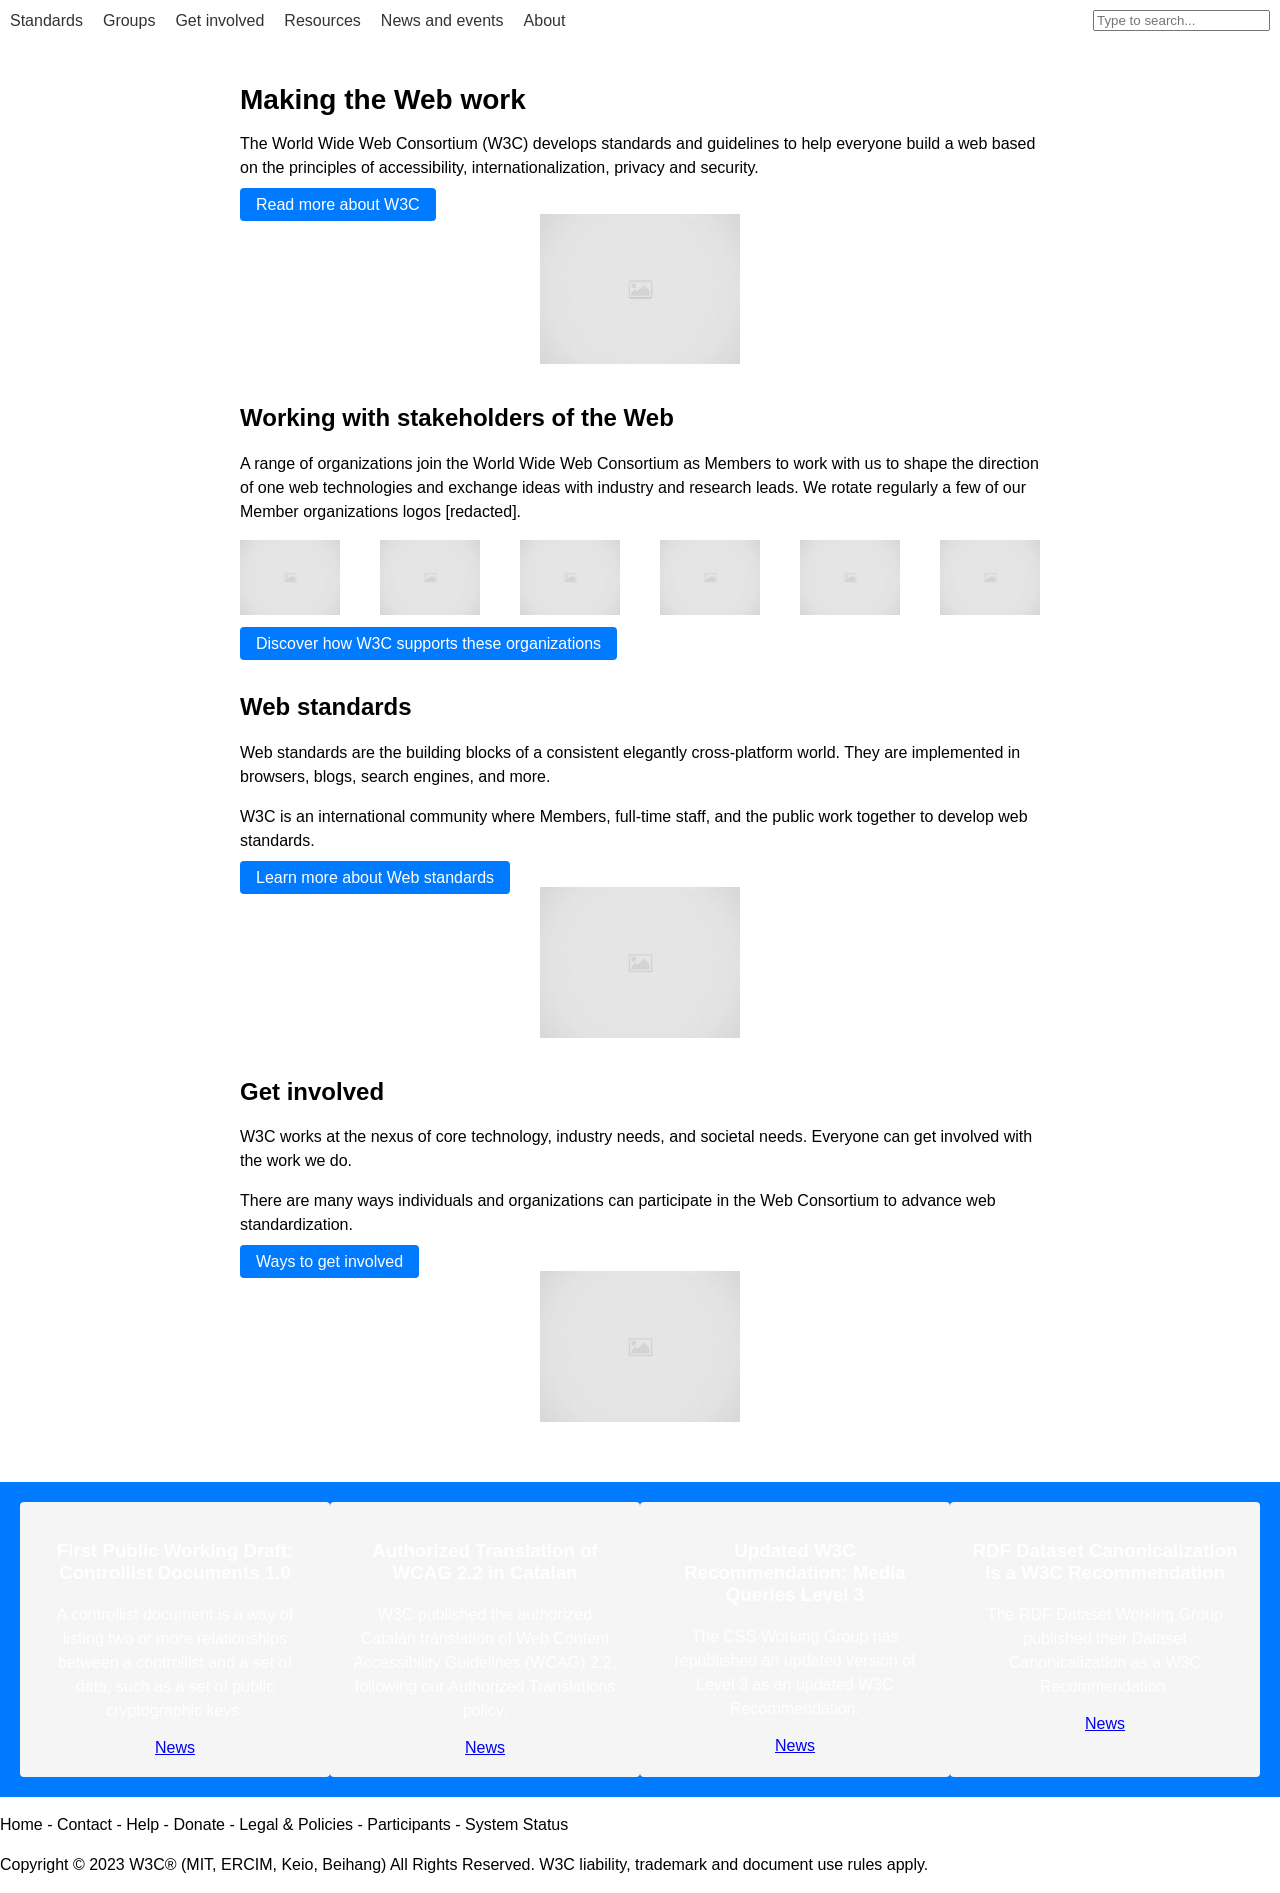 Standards Groups Get involved Resources News and events About Type to search...
Making the Web work
The World Wide Web Consortium (W3C) develops standards and guidelines to help everyone build a web based
on the principles of accessibility, internationalization, privacy and security.
Read more about W3C
Working with stakeholders of the Web
A range of organizations join the World Wide Web Consortium as Members to work with us to shape the direction
of one web technologies and exchange ideas with industry and research leads. We rotate regularly a few of our
Member organizations logos [redacted].
Discover how W3C supports these organizations
Web standards
Web standards are the building blocks of a consistent elegantly cross-platform world. They are implemented in
browsers, blogs, search engines, and more.
W3C is an international community where Members, full-time staff, and the public work together to develop web
standards.
Learn more about Web standards
Get involved
W3C works at the nexus of core technology, industry needs, and societal needs. Everyone can get involved with
the work we do.
There are many ways individuals and organizations can participate in the Web Consortium to advance web
standardization.
Ways to get involved
First Public Working Draft:
Controllist Documents 1.0
A controllist document is a way of
listing two or more relationships
between a controllist and a set of
data, such as a set of public
cryptographic keys.
News
Authorized Translation of
WCAG 2.2 in Catalan
W3C published the authorized
Catalan translation of Web Content
Accessibility Guidelines (WCAG) 2.2,
following our Authorized Translations
policy.
News
Updated W3C
Recommendation: Media
Queries Level 3
The CSS Working Group has
republished an updated version of
Level 3 as an updated W3C
Recommendation.
News
RDF Dataset Canonicalization
is a W3C Recommendation
The RDF Dataset Working Group
published their Dataset
Canonicalization as a W3C
Recommendation.
News
Home - Contact - Help - Donate - Legal & Policies - Participants - System Status
Copyright © 2023 W3C® (MIT, ERCIM, Keio, Beihang) All Rights Reserved. W3C liability, trademark and document use rules apply.